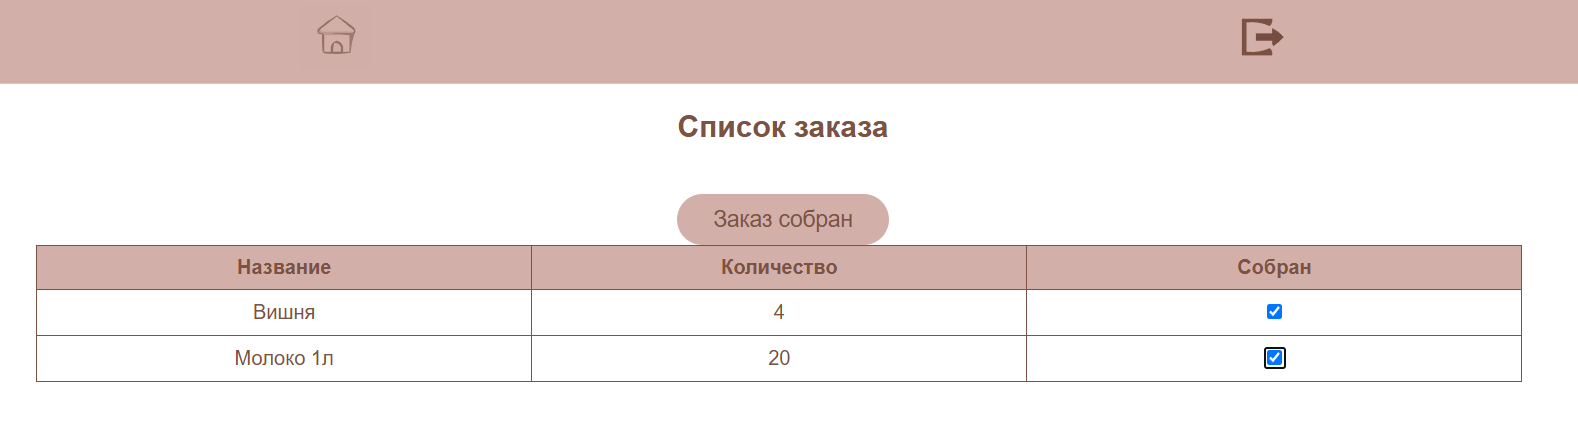 Список заказа
Заказ собран
Название Количество Собран
Вишня 4
Молоко 1л 20